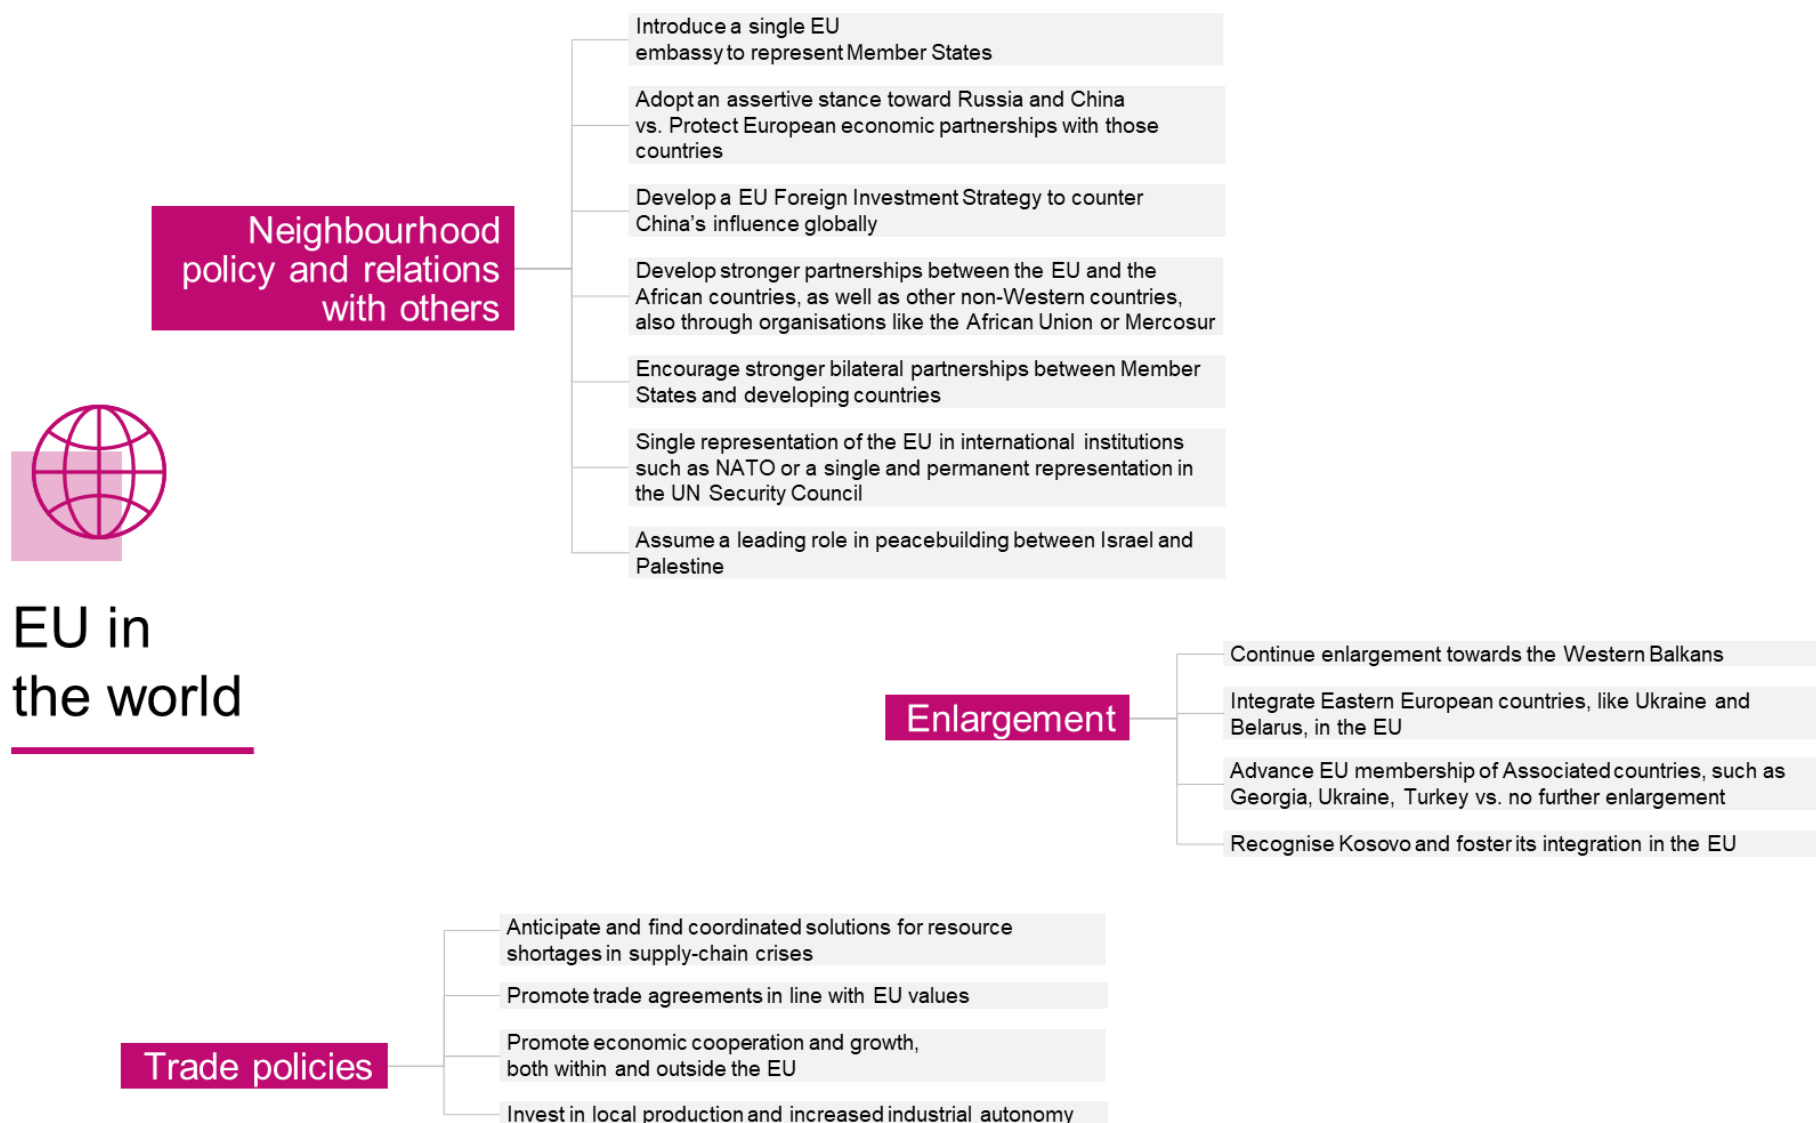 Introduce a single EU
embassy to represent Member States
Adopt an assertive stance toward Russia and China
vs. Protect European economic partnerships with those
countries
Develop a EU Foreign Investment Strategy to counter
China's influence globally
Neighbourhood
policy and relations
with others
Develop stronger partnerships between the EU and the
African countries, as well as other non-Western countries,
also through organisations like the African Union or Mercosur
Encourage stronger bilateral partnerships between Member
States and developing countries
Single representation of the EU in international institutions
such as NATO or a single and permanent representation in
the UN Security Council
Assume a leading role in peacebuilding between Israel and
Palestine
EU in
the world
Enlargement
Continue enlargement towards the Western Balkans
Integrate Eastern European countries, like Ukraine and
Belarus, in the EU
Advance EU membership of Associated countries, such as
Georgia, Ukraine, Turkey vs. no further enlargement
Recognise Kosovo and foster its integration in the EU
Trade policies
Anticipate and find coordinated solutions for resource
shortages in supply-chain crises
Promote trade agreements in line with EU values
Promote economic cooperation and growth,
both within and outside the EU
Invest in local production and increased industrial autonomy